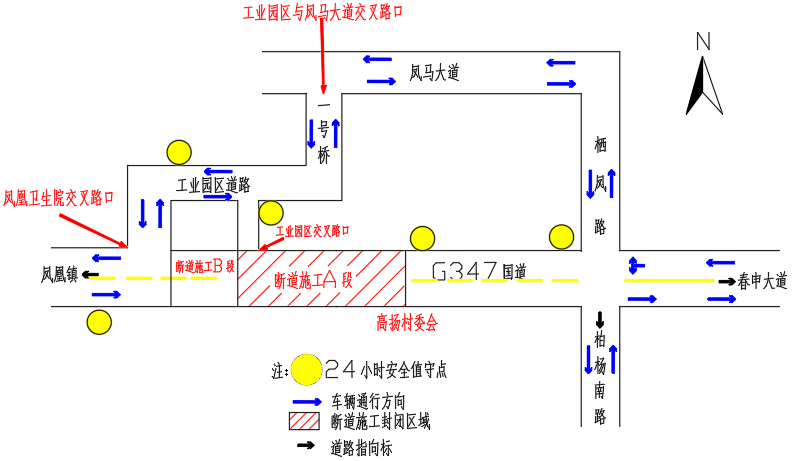 工业园区与凤马大道交叉路口
N
凤马大道
一号桥
栖凤路
工业园区道路
凤凰卫生院交叉路口
工业园区交叉路口
凤凰镇
断道施工B段
断道施工A段
G347国道
春申大道
高扬村委会
柏杨南路
注:24小时安全值守点
车辆通行方向
断道施工封闭区域
道路指向标